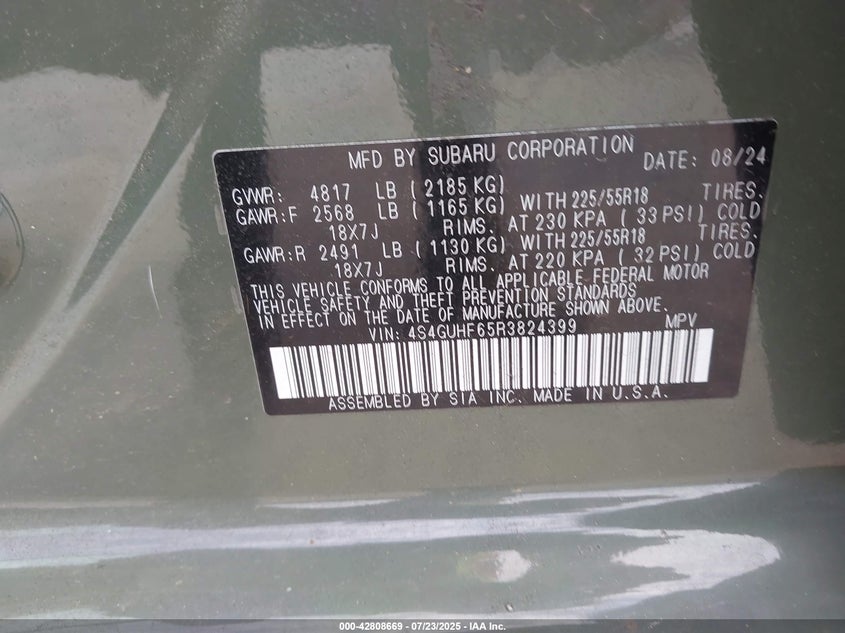 MFD BY SUBARU CORPORATION DATE: 08/24
GVWR: 4817 LB (2185 KG)
GAWR:F 2568 LB (1165 KG) WITH 225/55R18 TIRES.
18X7J RIMS. AT 230 KPA (33 PSI) COLD
GAWR:R 2491 LB (1130 KG) WITH 225/55R18 TIRES.
18X7J RIMS. AT 220 KPA (32 PSI) COLD
THIS VEHICLE CONFORMS TO ALL APPLICABLE FEDERAL MOTOR
VEHICLE SAFETY AND THEFT PREVENTION STANDARDS
IN EFFECT ON THE DATE OF MANUFACTURE SHOWN ABOVE.
VIN: 4S4GUHF65R3824399 MPV
ASSEMBLED BY SIA INC. MADE IN U.S.A.
000-42808669 - 07/23/2025 - IAA Inc.